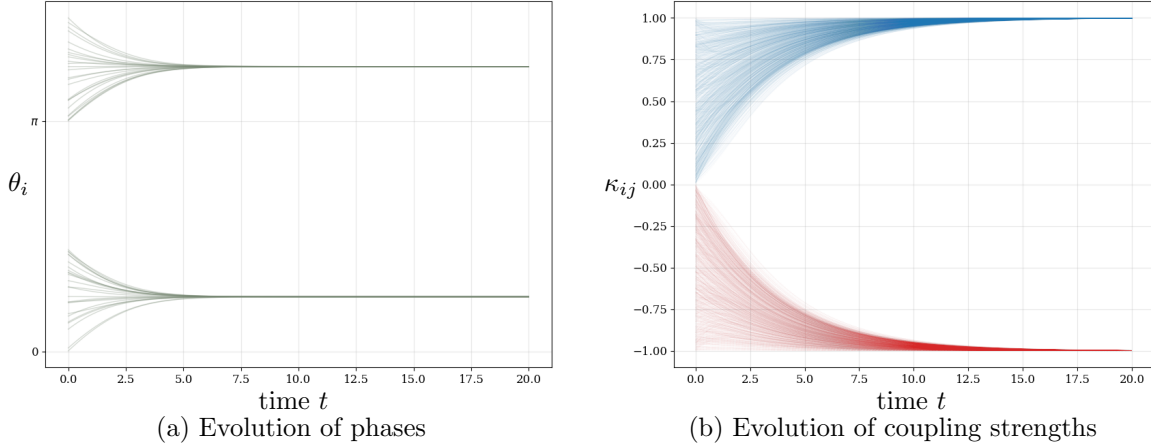 π
θ_i
0
0.0 2.5 5.0 7.5 10.0 12.5 15.0 17.5 20.0
time t
(a) Evolution of phases
1.00
0.75
0.50
0.25
0.00
κ_{ij}
−0.25
−0.50
−0.75
−1.00
0.0 2.5 5.0 7.5 10.0 12.5 15.0 17.5 20.0
time t
(b) Evolution of coupling strengths